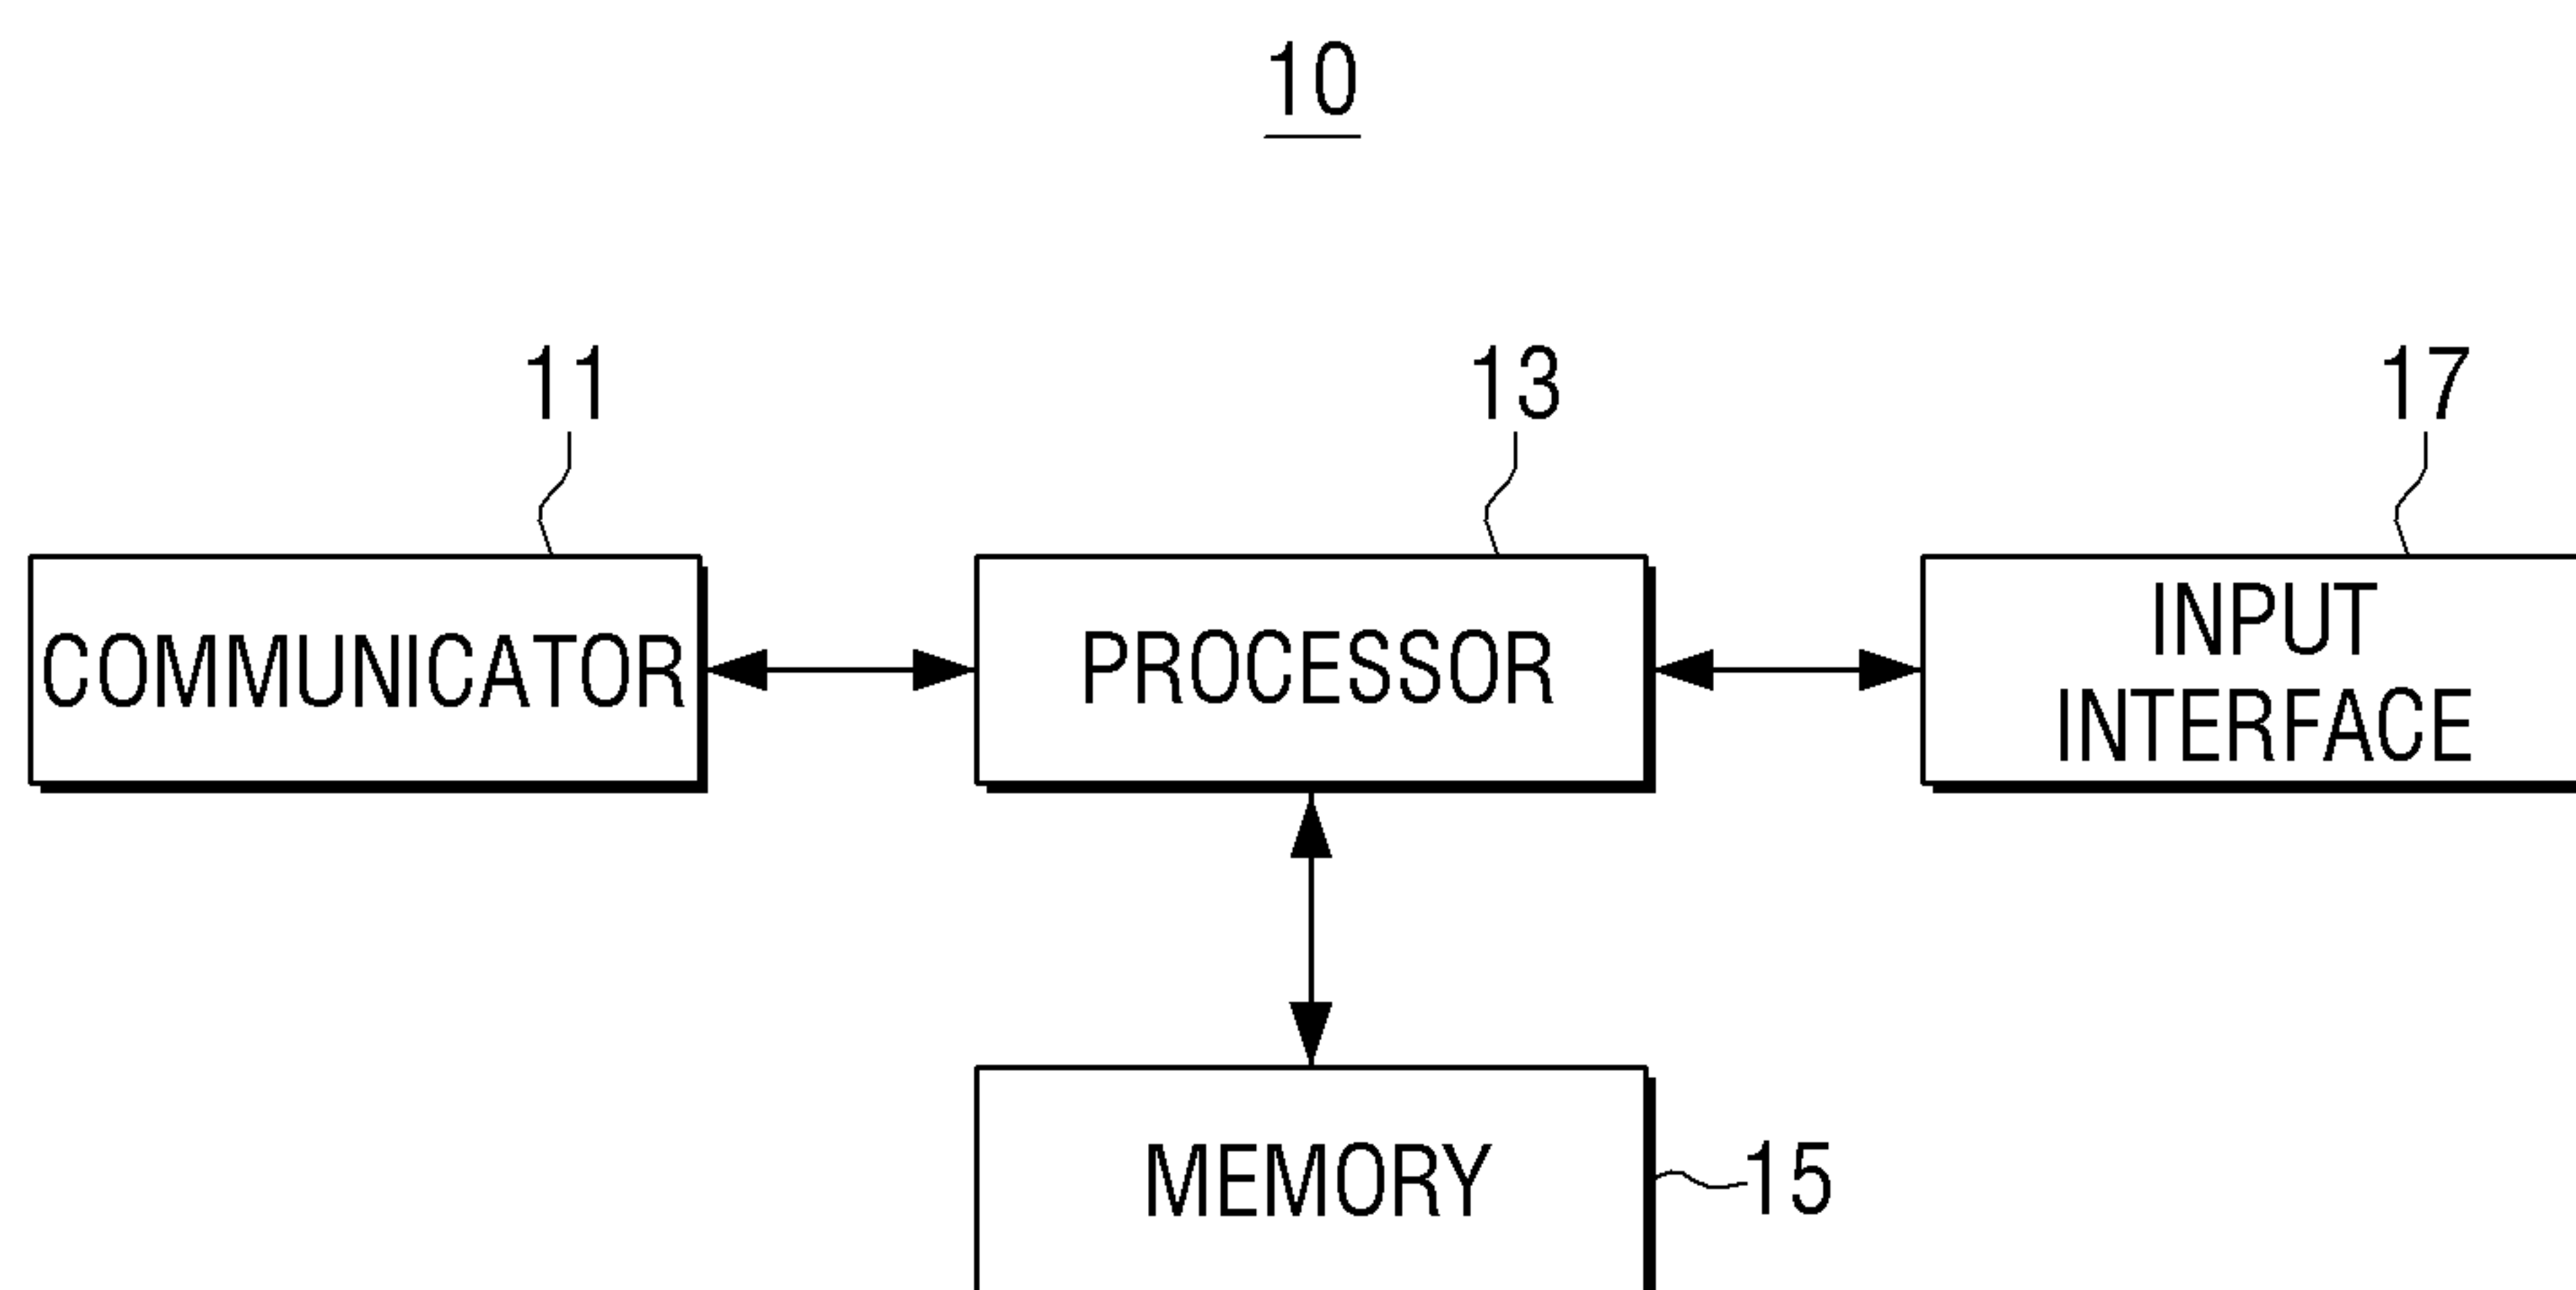 10
11
13
17
COMMUNICATOR
PROCESSOR
INPUT
INTERFACE
MEMORY
15